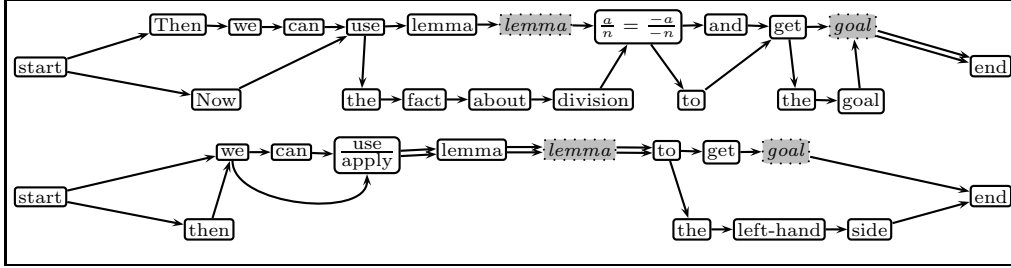 Then we can use lemma lemma a/n = -a/-n and get goal
start end
Now the fact about division to the goal
we can use lemma lemma to get goal
apply
start end
then the left-hand side